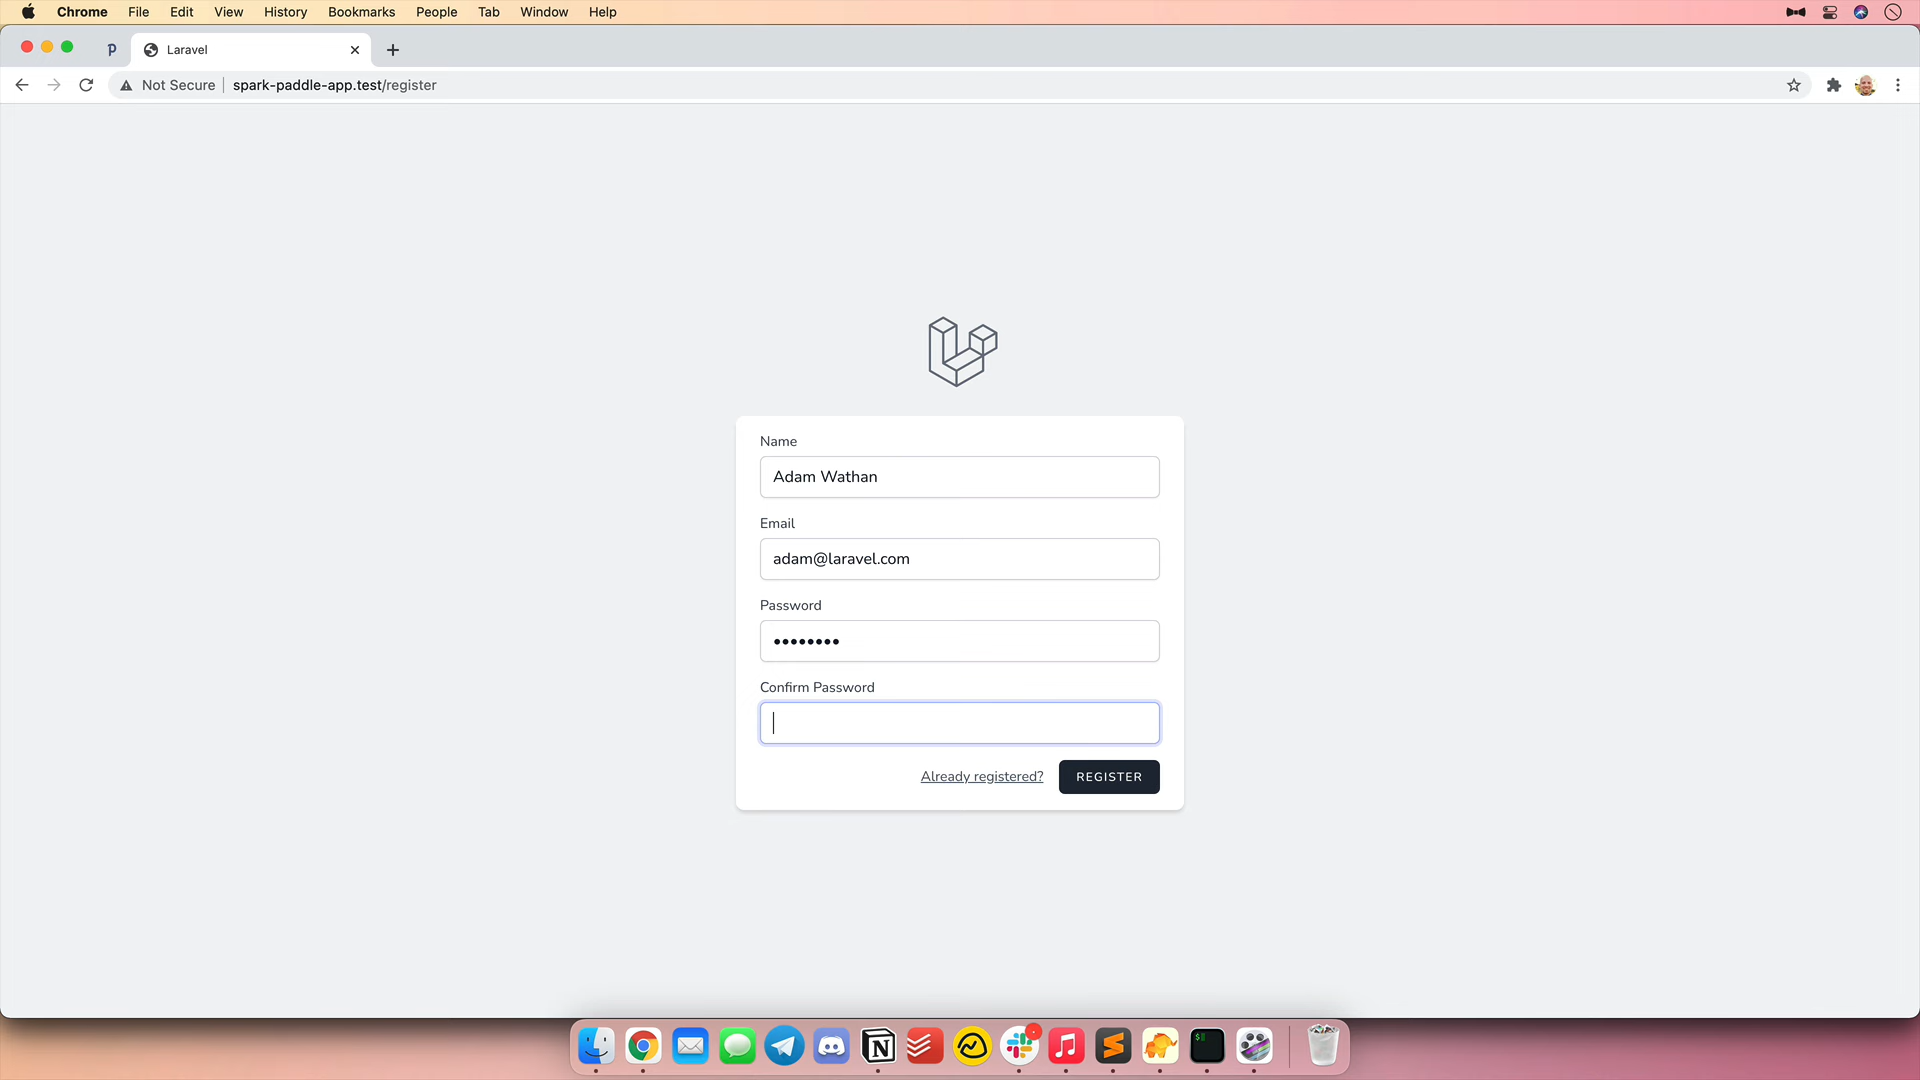 Chrome File Edit View History Bookmarks People Tab Window Help
p Laravel
Not Secure spark-paddle-app.test/register
Name
Adam Wathan
Email
adam@laravel.com
Password
••••••••
Confirm Password
Already registered? REGISTER